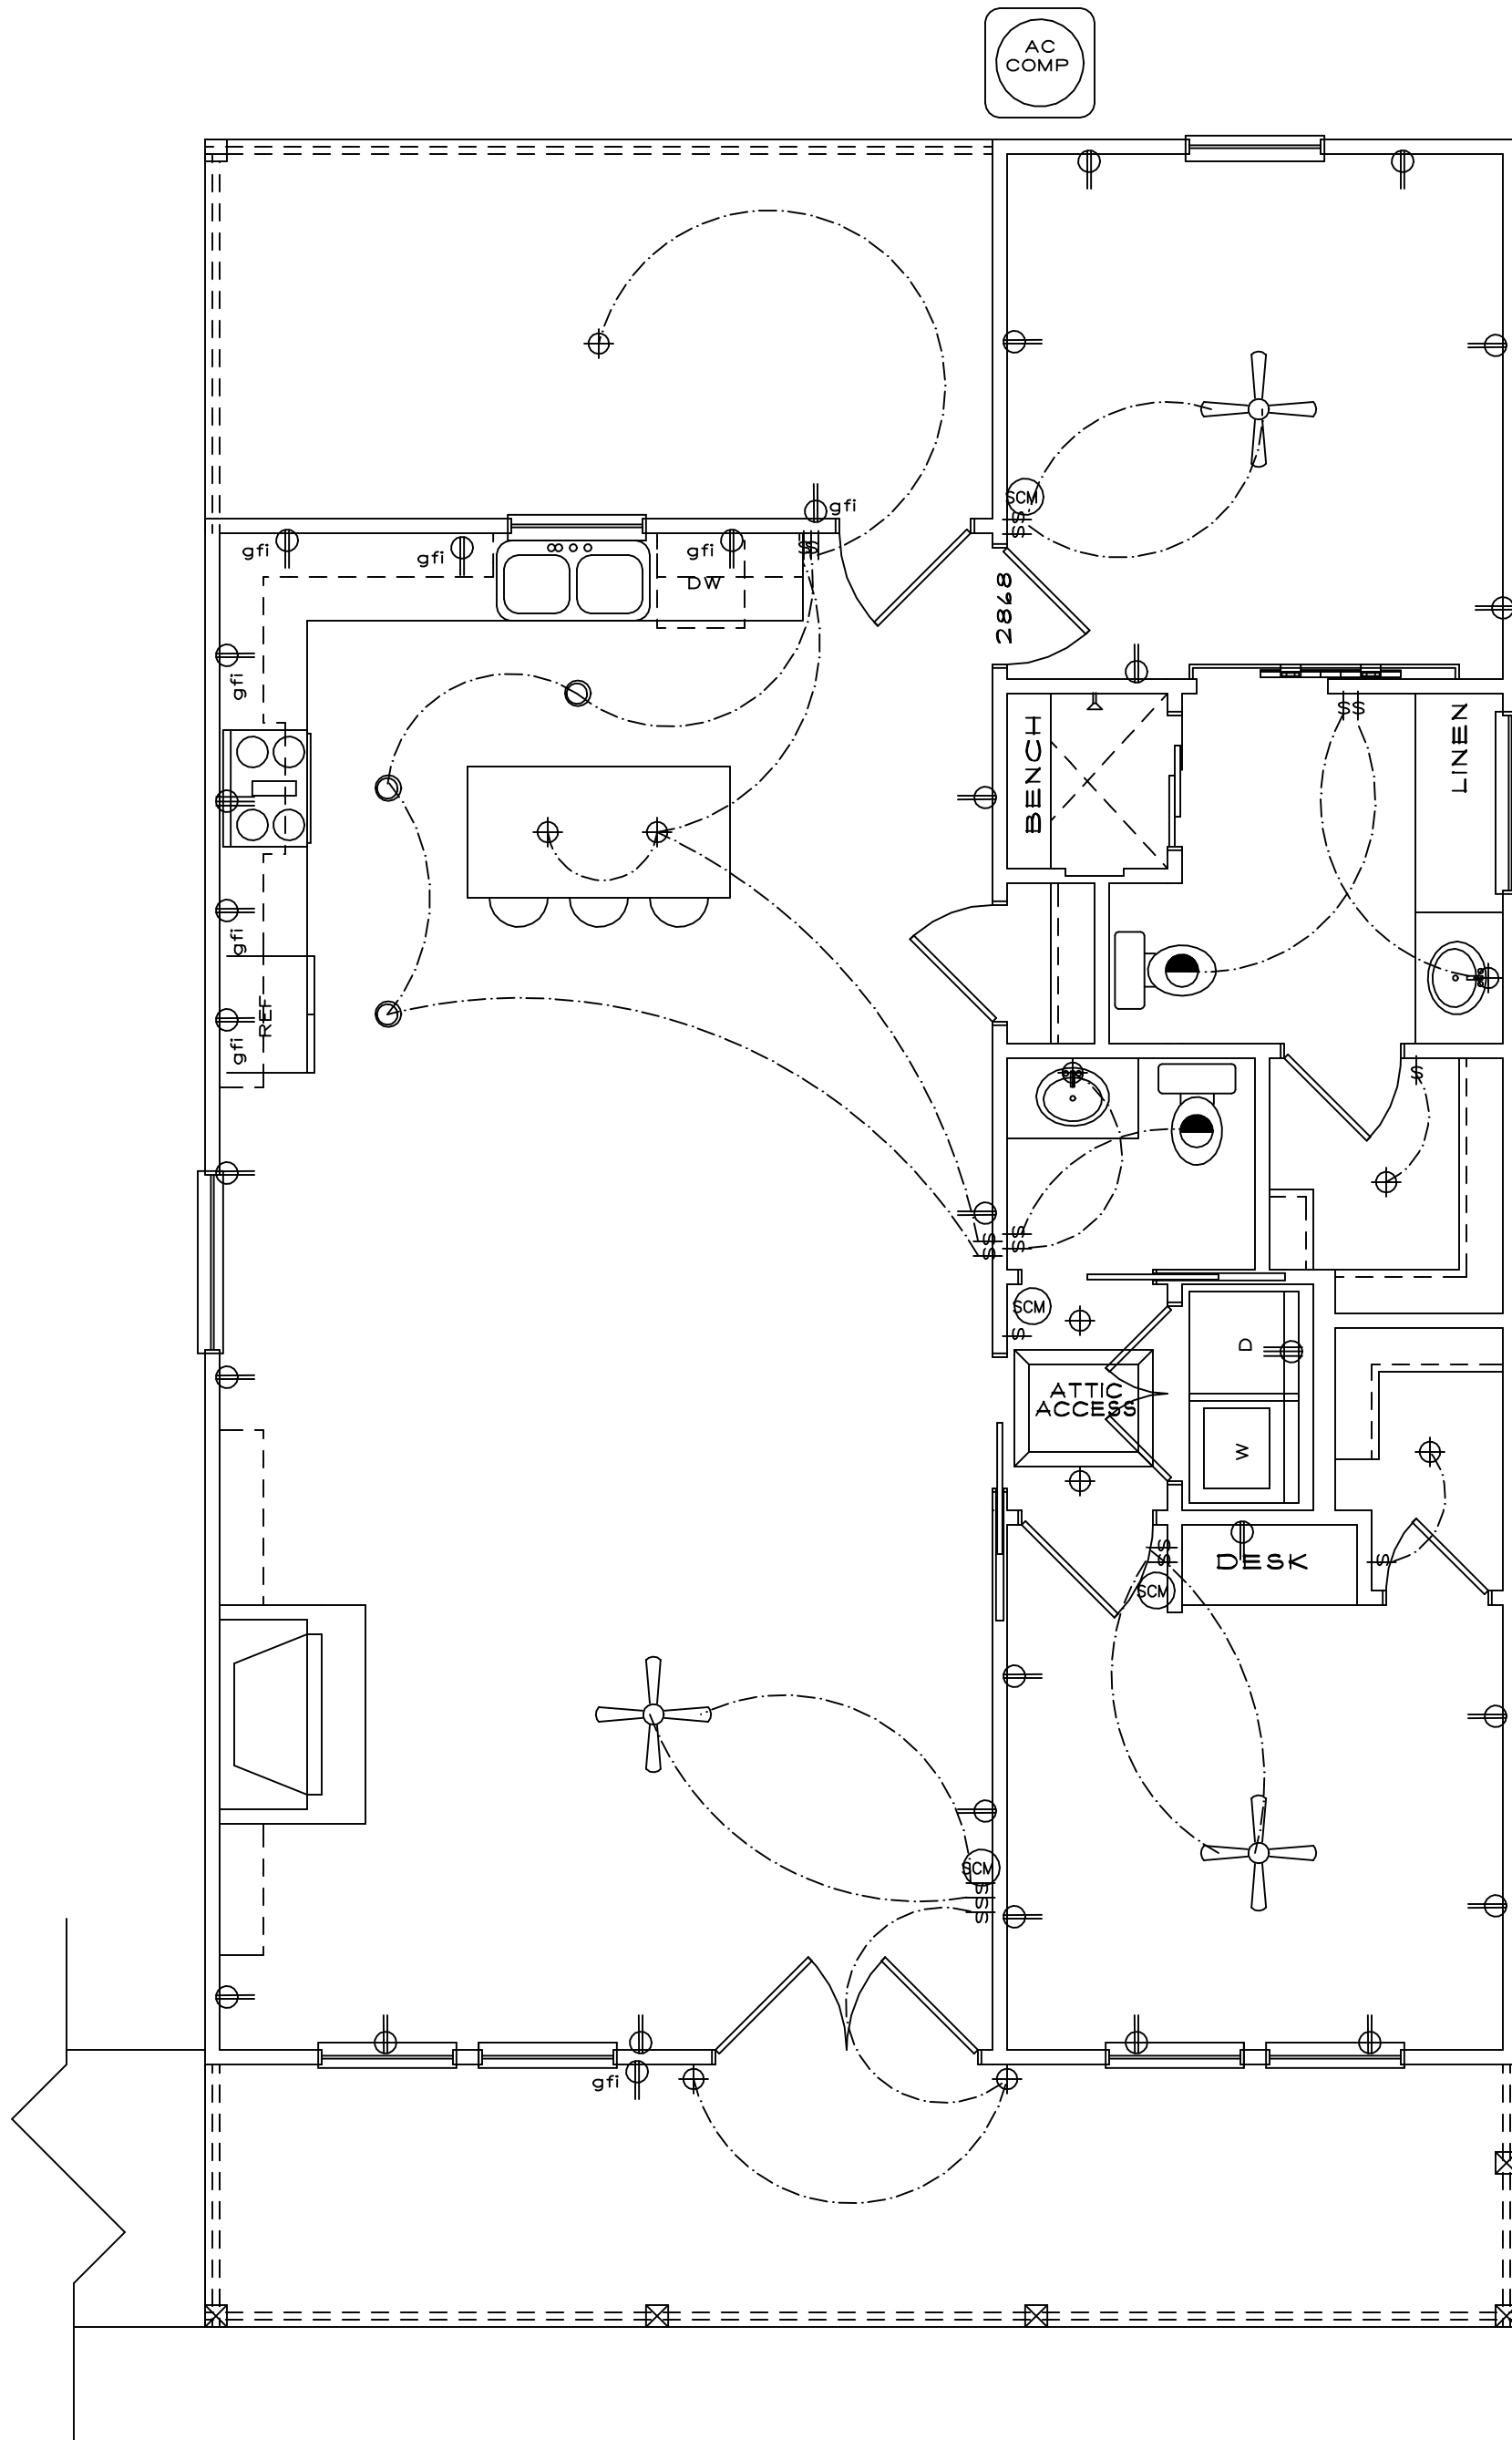 AC
COMP
gfi
SCM
SS
gfi
gfi
gfi
SS
DW
2868
gfi
SS
BENCH
LINEN
gfi
REF
gfi
S
SS
SS
SCM
S
D
ATTIC
ACCESS
W
SS
DESK
S
SCM
SCM
SSS
gfi